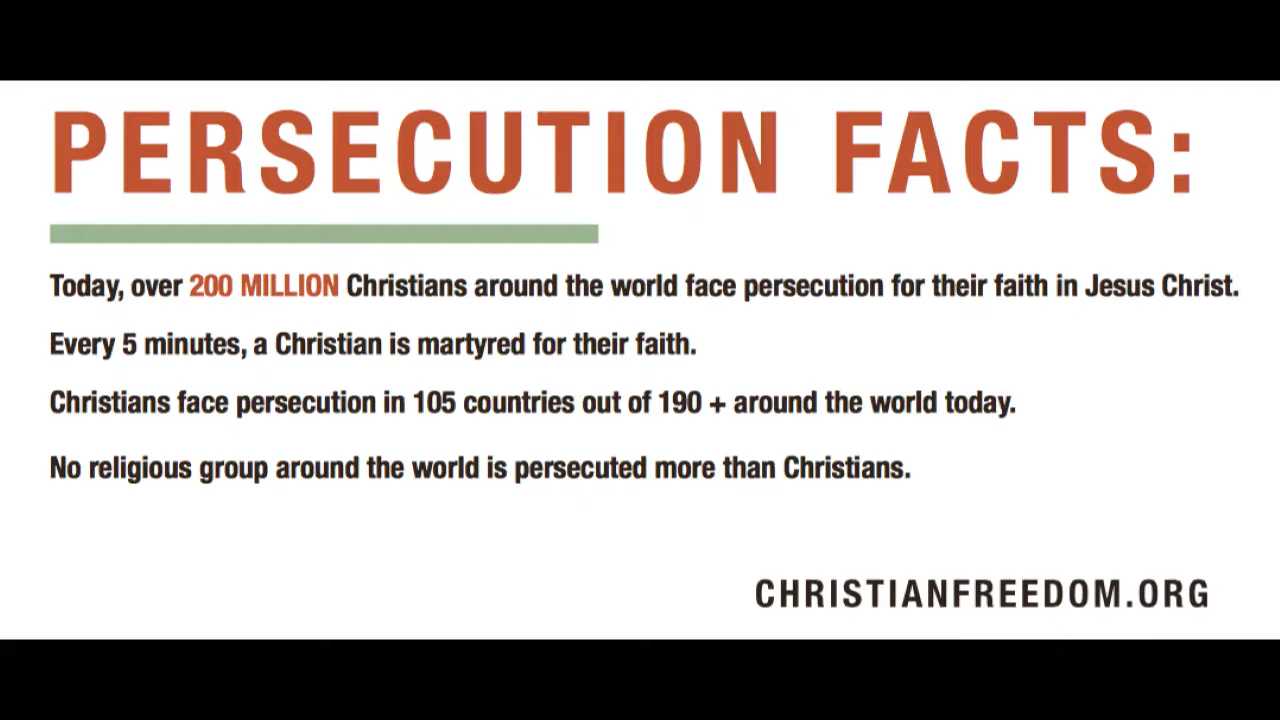 PERSECUTION FACTS:
Today, over 200 MILLION Christians around the world face persecution for their faith in Jesus Christ.
Every 5 minutes, a Christian is martyred for their faith.
Christians face persecution in 105 countries out of 190 + around the world today.
No religious group around the world is persecuted more than Christians.
CHRISTIANFREEDOM.ORG